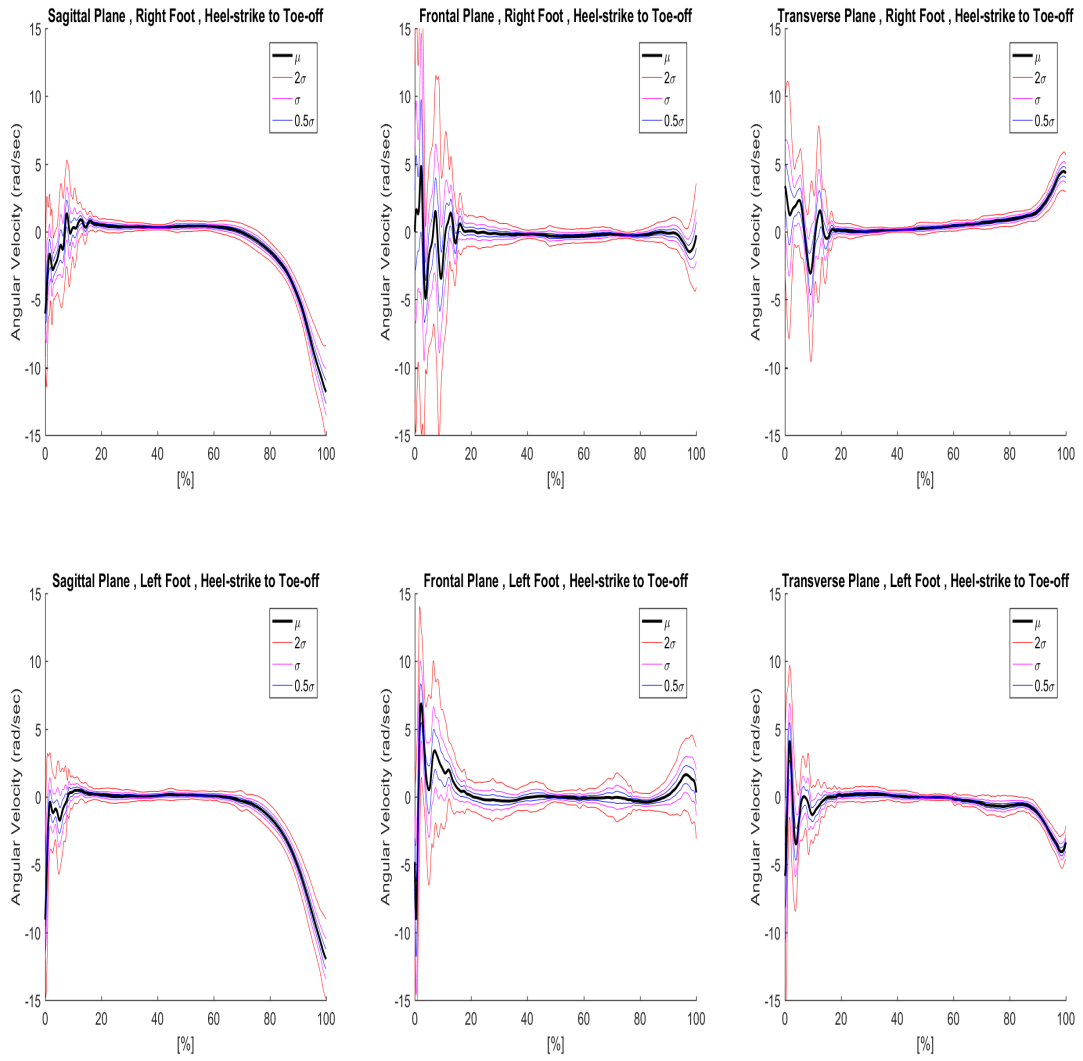 Sagittal Plane , Right Foot , Heel-strike to Toe-off
Angular Velocity (rad/sec)
15
10
5
0
-5
-10
-15
0 20 40 60 80 100
[%]
μ
2σ
σ
0.5σ
Frontal Plane , Right Foot , Heel-strike to Toe-off
Angular Velocity (rad/sec)
15
10
5
0
-5
-10
-15
0 20 40 60 80 100
[%]
μ
2σ
σ
0.5σ
Transverse Plane , Right Foot , Heel-strike to Toe-off
Angular Velocity (rad/sec)
15
10
5
0
-5
-10
-15
0 20 40 60 80 100
[%]
μ
2σ
σ
0.5σ
Sagittal Plane , Left Foot , Heel-strike to Toe-off
Angular Velocity (rad/sec)
15
10
5
0
-5
-10
-15
0 20 40 60 80 100
[%]
μ
2σ
σ
0.5σ
Frontal Plane , Left Foot , Heel-strike to Toe-off
Angular Velocity (rad/sec)
15
10
5
0
-5
-10
-15
0 20 40 60 80 100
[%]
μ
2σ
σ
0.5σ
Transverse Plane , Left Foot , Heel-strike to Toe-off
Angular Velocity (rad/sec)
15
10
5
0
-5
-10
-15
0 20 40 60 80 100
[%]
μ
2σ
σ
0.5σ